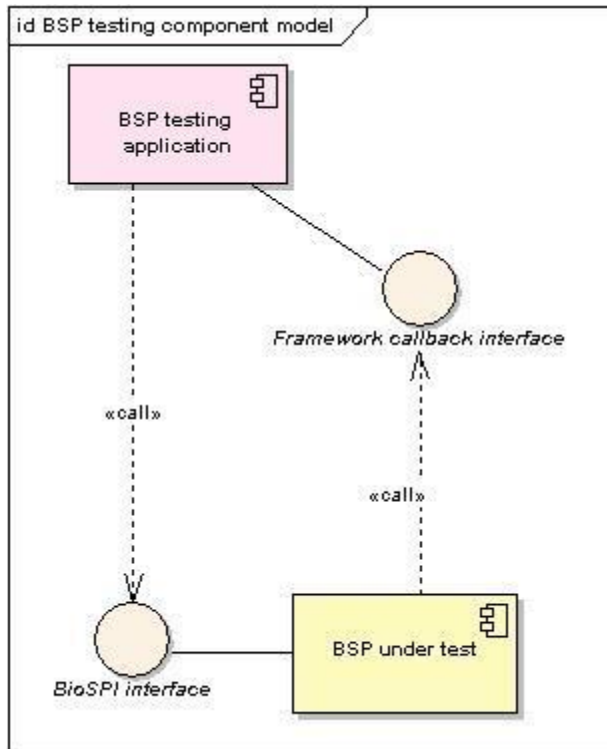 id BSP testing component model
BSP testing
application
Framework callback interface
«call»
«call»
BSP under test
BioSPI interface